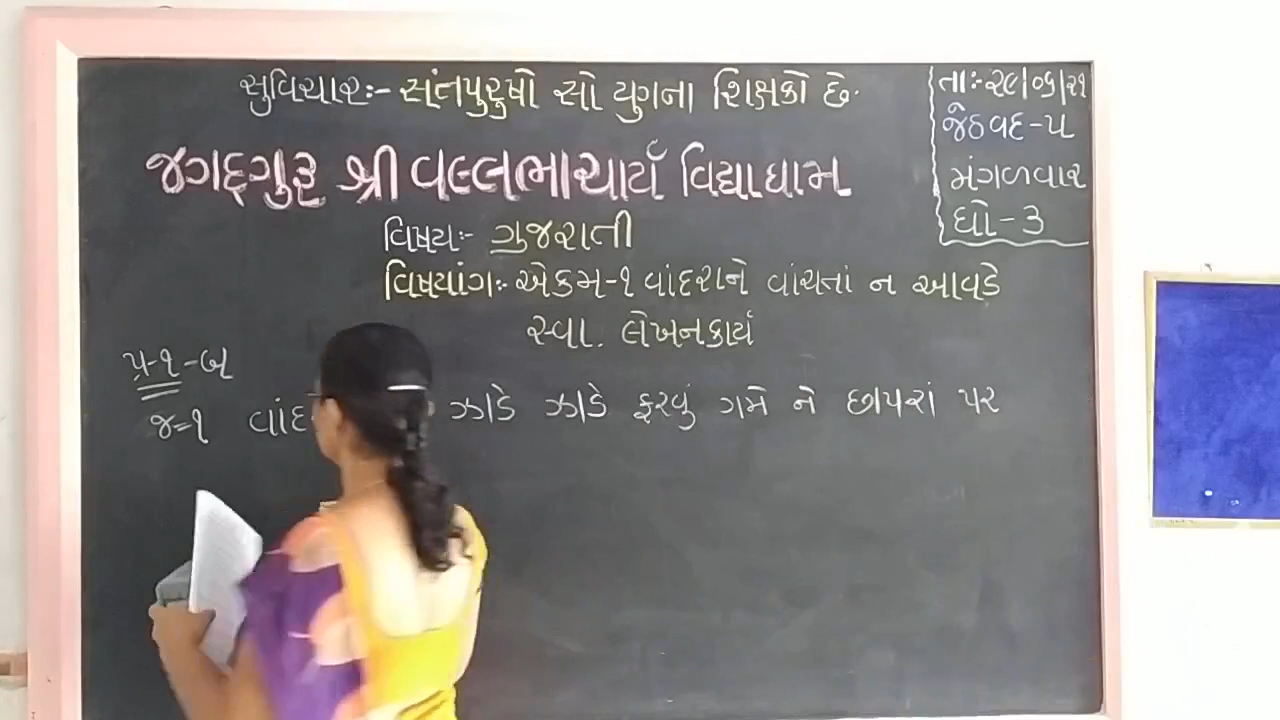 સુવિચારઃ- સંતપુરુષો સૌ યુગના શિક્ષકો છે.
તાઃ-૨૯/૦૬/૨૧
જેઠવદ-૫
મંગળવાર
ધો-૩
જગદ્ગુરુ શ્રી વલ્લભાચાર્ય વિદ્યાધામ
વિષયઃ- ગુજરાતી
વિષયાંગઃ- એકમ-૧ વાંદરાને વાંચતાં ન આવડે
સ્વા. લેખનકાર્ય
પ્ર-૧-બ
જ=૧ ઝાડે ઝાડે ફરવું ગમે ને છાપરાં પર